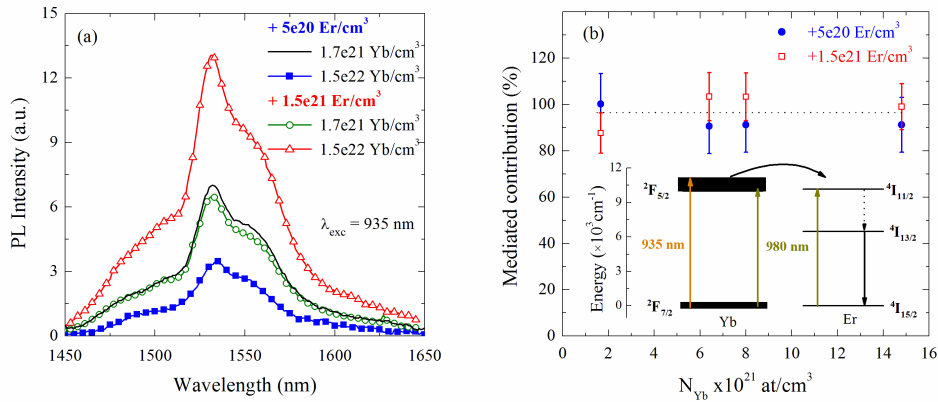 (a)
+ 5e20 Er/cm³
1.7e21 Yb/cm³
1.5e22 Yb/cm³
+ 1.5e21 Er/cm³
1.7e21 Yb/cm³
1.5e22 Yb/cm³
λexc = 935 nm
PL Intensity (a.u.)
15
12
9
6
3
0
1450 1500 1550 1600 1650
Wavelength (nm)
(b)
+5e20 Er/cm³
+1.5e21 Er/cm³
Mediated contribution (%)
120
100
80
60
40
20
0
Energy (×10³ cm⁻¹)
12
9
6
3
0
²F5/2
⁴I11/2
⁴I13/2
935 nm
980 nm
²F7/2
⁴I15/2
Yb
Er
0 2 4 6 8 10 12 14 16
NYb x10²¹ at/cm³